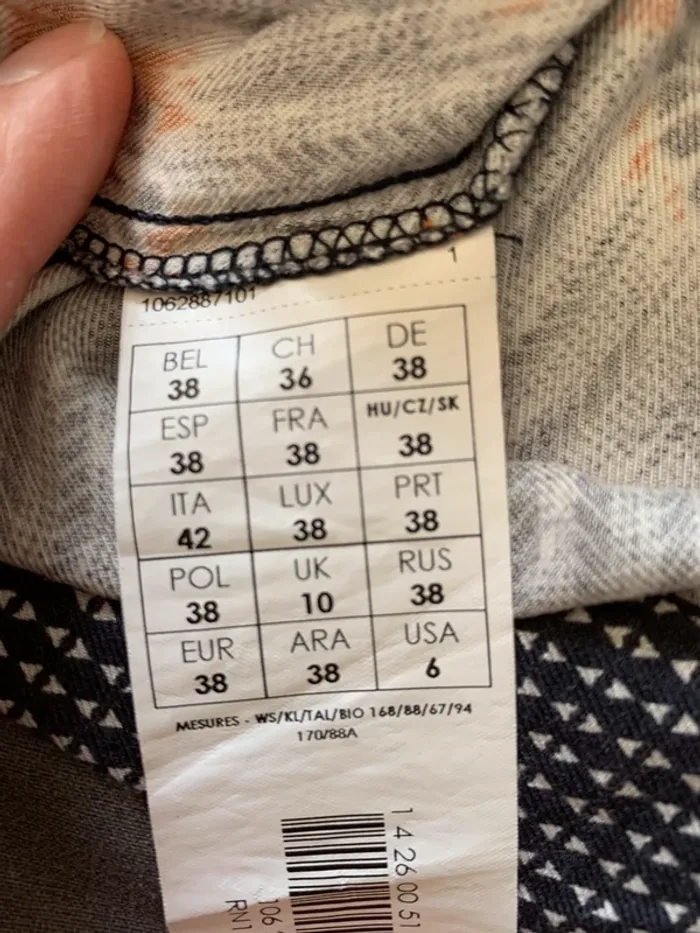 1
1062887101
BEL CH DE
38 36 38
ESP FRA HU/CZ/SK
38 38 38
ITA LUX PRT
42 38 38
POL UK RUS
38 10 38
EUR ARA USA
38 38 6
MESURES - WS/KL/TAL/BIO 168/88/67/94
170/88A
1 4 26 00 51
106
RN1